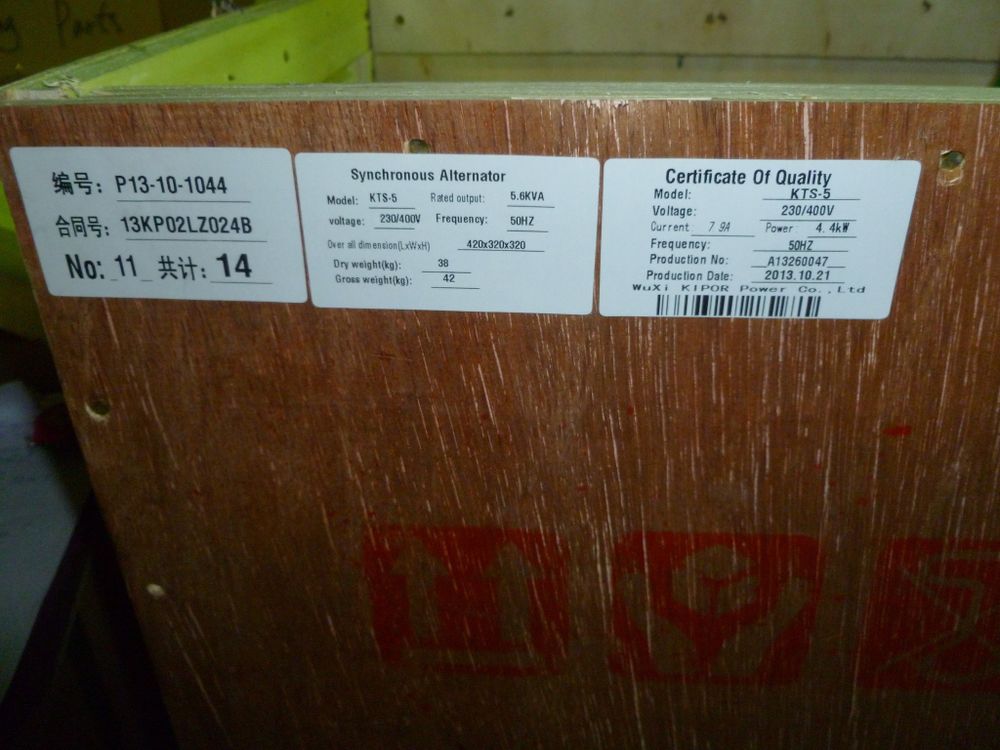 Parts
编号: P13-10-1044
合同号: 13KP02LZ024B
No: 11 共计: 14
Synchronous Alternator
Model: KTS-5 Rated output: 5.6KVA
voltage: 230/400V Frequency: 50HZ
Over all dimension(LxWxH) 420x320x320
Dry weight(kg): 38
Gross weight(kg): 42
Certificate Of Quality
Model: KTS-5
Voltage: 230/400V
Current 7.9A Power 4.4kW
Frequency: 50HZ
Production No: A13260047
Production Date: 2013.10.21
WuXi KIPOR Power Co.,Ltd